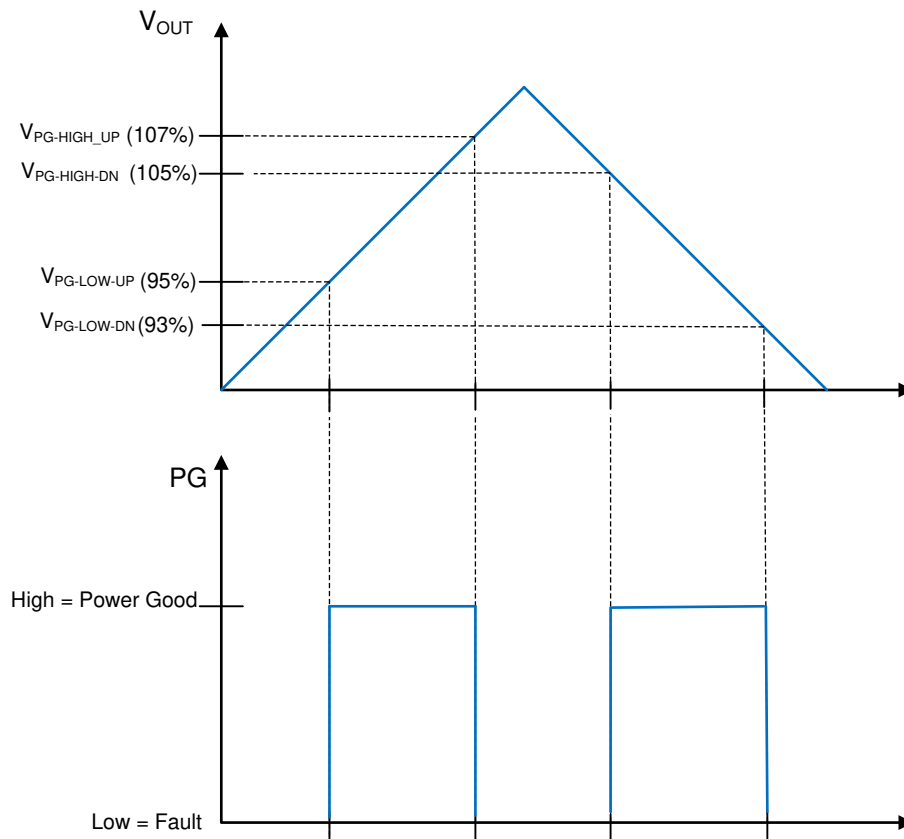 VOUT
VPG-HIGH_UP (107%)
VPG-HIGH-DN (105%)
VPG-LOW-UP (95%)
VPG-LOW-DN (93%)
PG
High = Power Good
Low = Fault